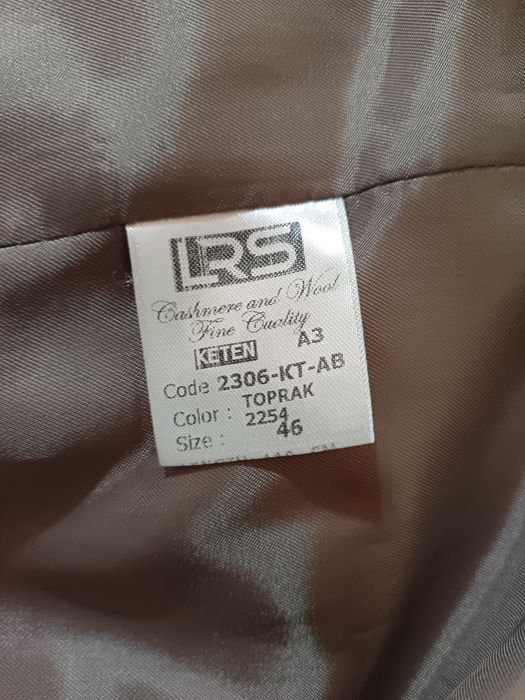 LRS
Cashmere and Wool
Fine Cuality
KETEN A3
Code 2306-KT-AB
Color : TOPRAK
2254
Size : 46